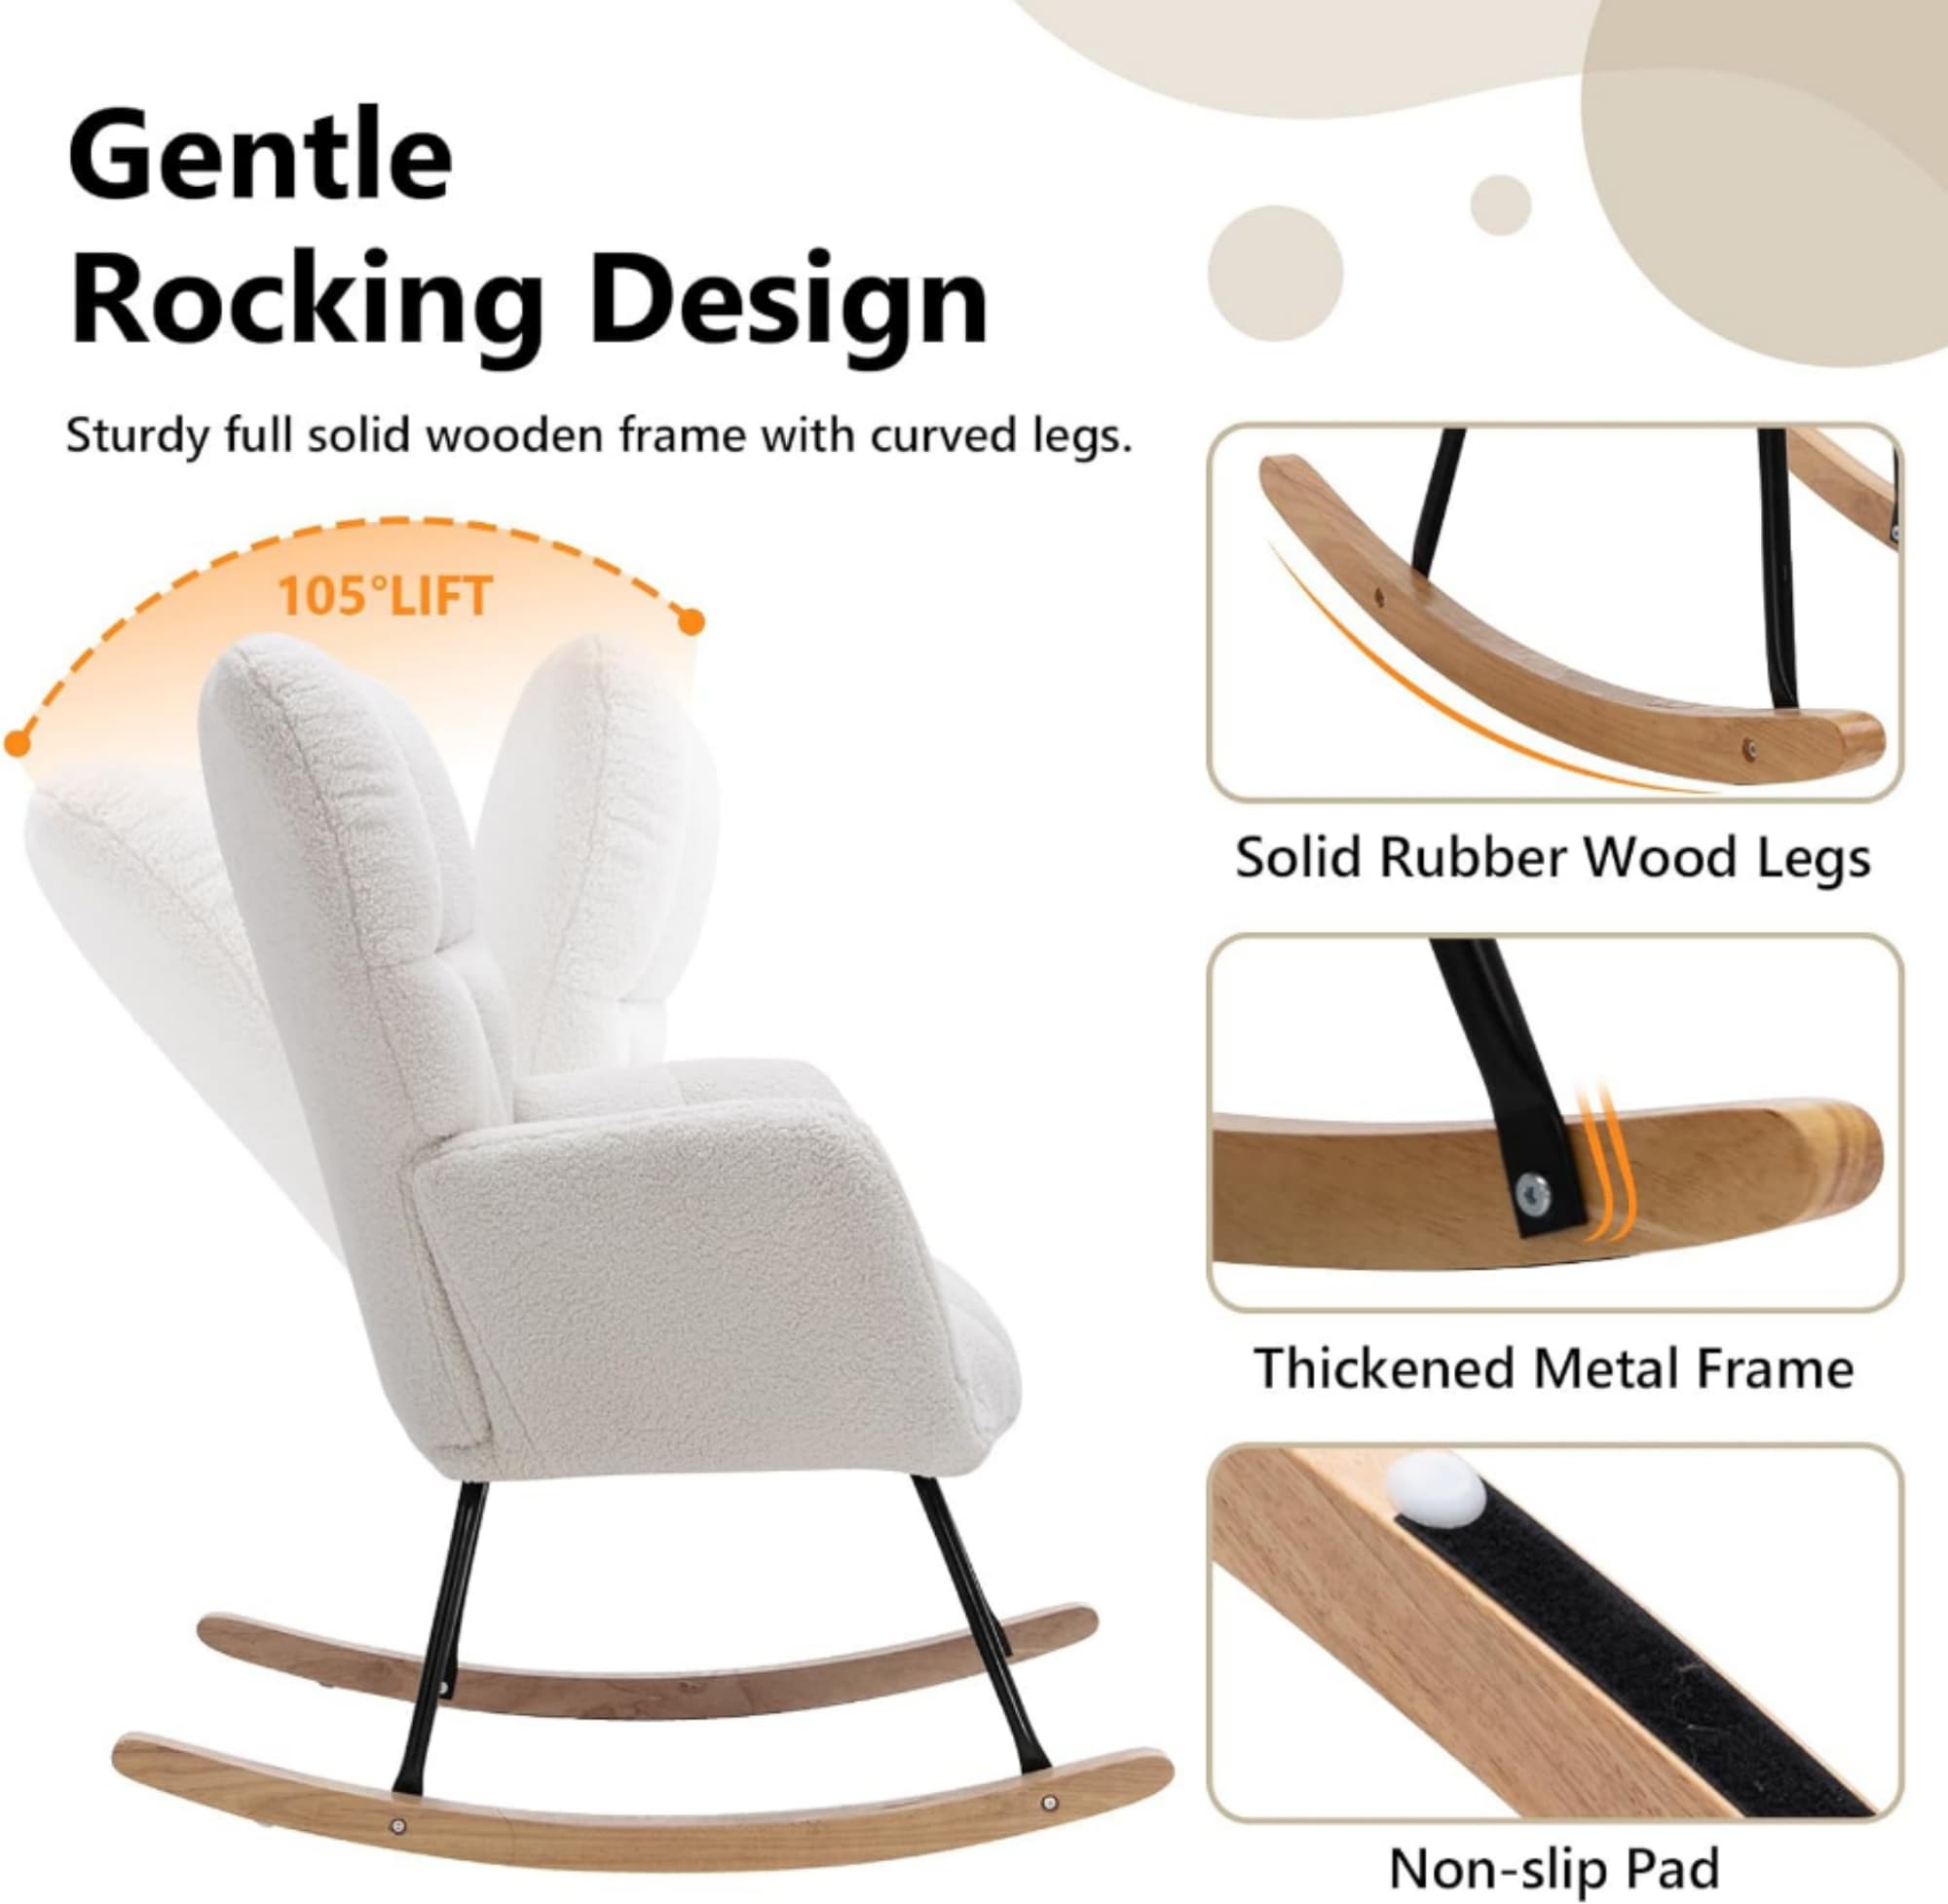 Gentle
Rocking Design
Sturdy full solid wooden frame with curved legs.
105°LIFT
Solid Rubber Wood Legs
Thickened Metal Frame
Non-slip Pad